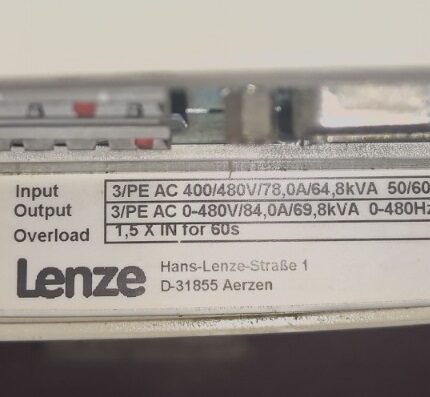 Input 3/PE AC 400/480V/78,0A/64,8kVA 50/60
Output 3/PE AC 0-480V/84,0A/69,8kVA 0-480Hz
Overload 1,5 X IN for 60s
Lenze
Hans-Lenze-Straße 1
D-31855 Aerzen